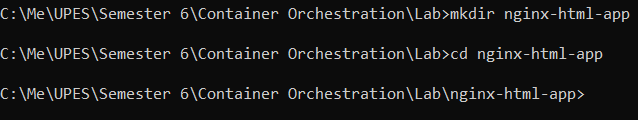 C:\Me\UPES\Semester 6\Container Orchestration\Lab>mkdir nginx-html-app
C:\Me\UPES\Semester 6\Container Orchestration\Lab>cd nginx-html-app
C:\Me\UPES\Semester 6\Container Orchestration\Lab\nginx-html-app>